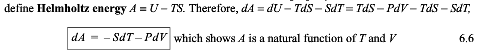 define Helmholtz energy A = U – TS. Therefore, dA = dU – TdS – SdT = TdS – PdV – TdS – SdT,
dA = – SdT – PdV which shows A is a natural function of T and V 6.6